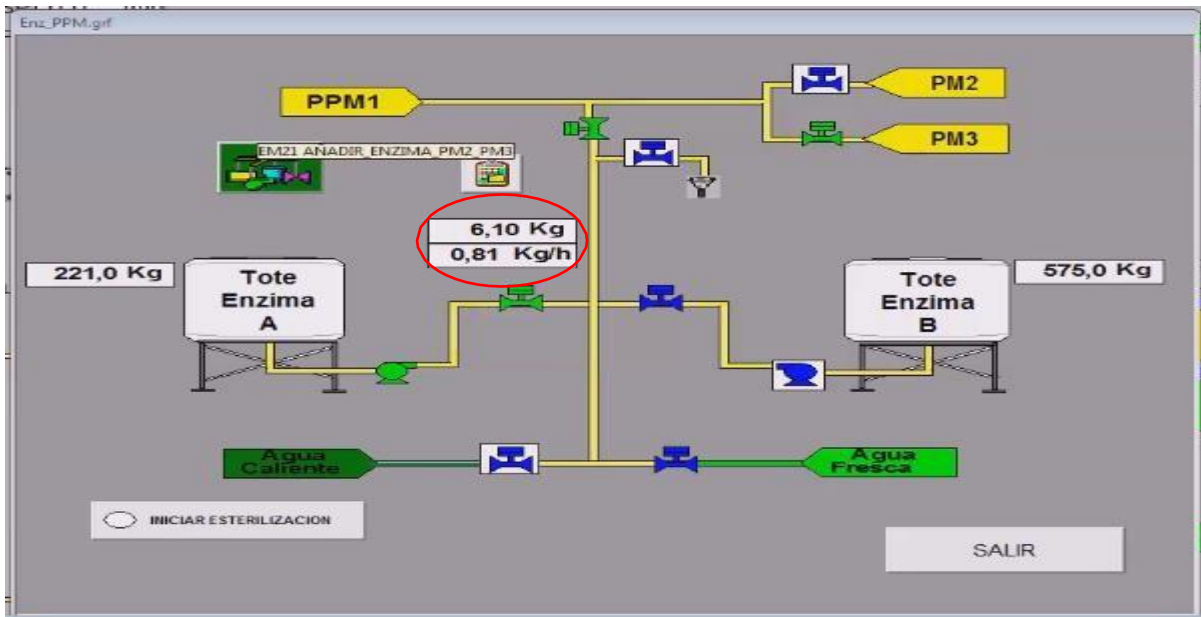 Enz_PPM.grf
PM2
PPM1
PM3
EM21 AÑADIR_ENZIMA_PM2_PM3
6,10 Kg
0,81 Kg/h
221,0 Kg
Tote
Enzima
A
Tote
Enzima
B
575,0 Kg
Agua
Caliente
Agua
Fresca
INICIAR ESTERILIZACION
SALIR